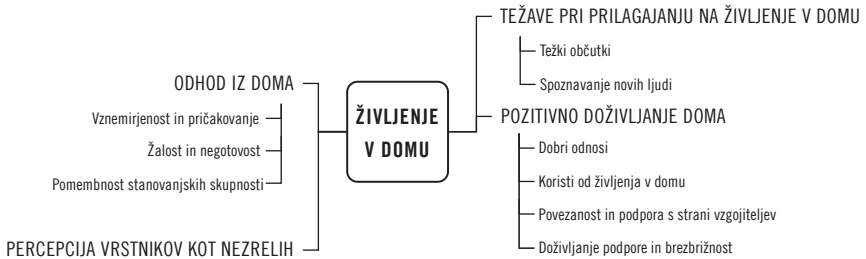 TEŽAVE PRI PRILAGAJANJU NA ŽIVLJENJE V DOMU
Težki občutki
Spoznavanje novih ljudi
POZITIVNO DOŽIVLJANJE DOMA
Dobri odnosi
Koristi od življenja v domu
Povezanost in podpora s strani vzgojiteljev
Doživljanje podpore in brezbrižnost
ŽIVLJENJE
V DOMU
ODHOD IZ DOMA
Vznemirjenost in pričakovanje
Žalost in negotovost
Pomembnost stanovanjskih skupnosti
PERCEPCIJA VRSTNIKOV KOT NEZRELIH